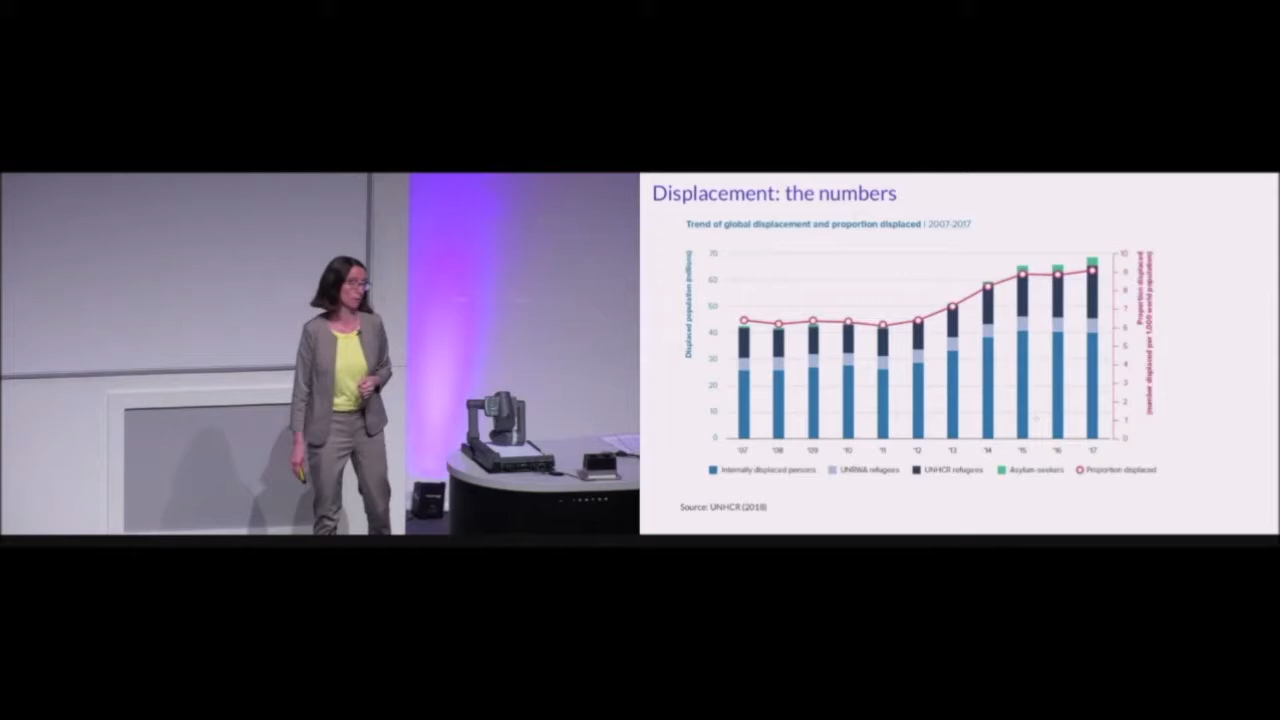 Displacement: the numbers
Trend of global displacement and proportion displaced | 2007-2017
Displaced population (millions)
70
60
50
40
30
20
10
0
10
9
8
7
6
5
4
3
2
1
0
Proportion displaced
(number displaced per 1,000 world population)
'07 '08 '09 '10 '11 '12 '13 '14 '15 '16 '17
Internally displaced persons UNRWA refugees UNHCR refugees Asylum-seekers Proportion displaced
Source: UNHCR (2018)